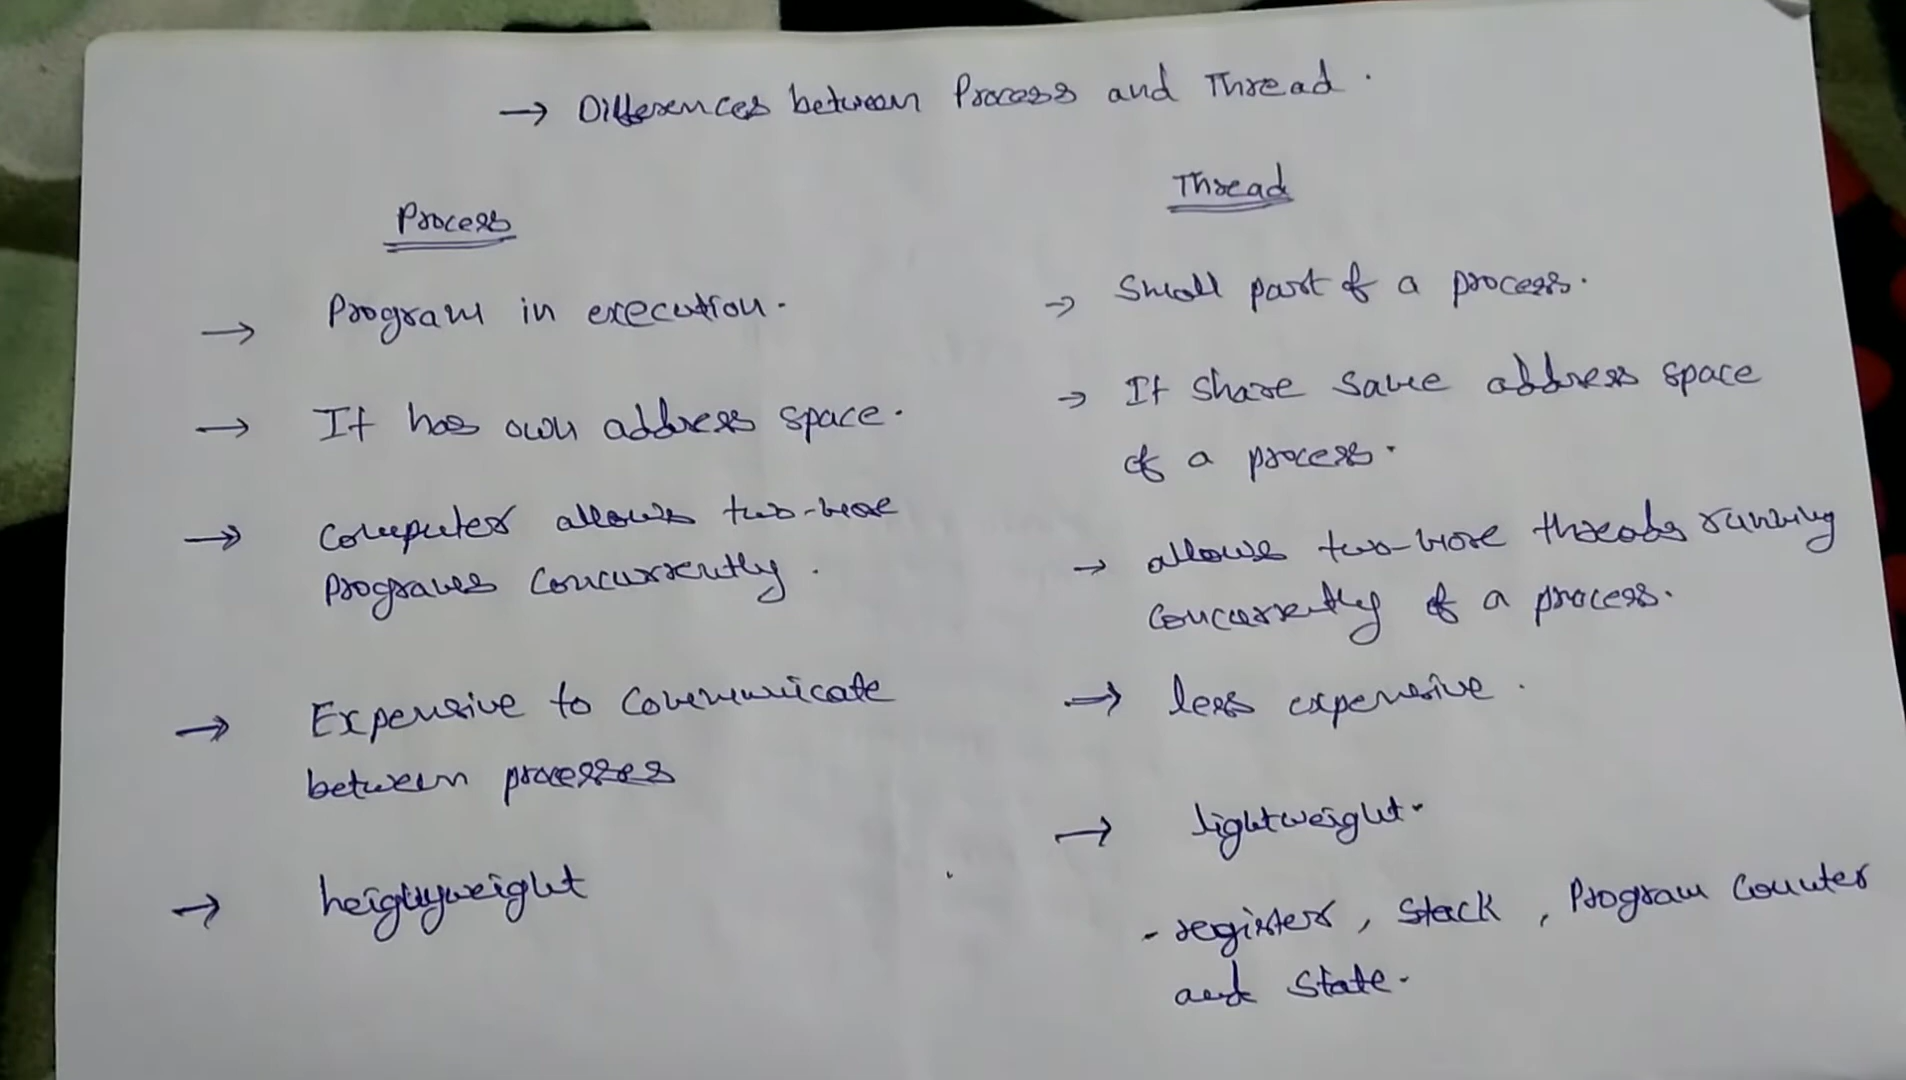 → Differences between Process and Thread.
Process
→ Program in execution.
→ It has own address space.
→ Computer allows two-more
programs concurrently.
→ Expensive to communicate
between processes
→ heighyweight
Thread
→ Small part of a process.
→ It share same address space
of a process.
→ allows two-more threads running
concurrently of a process.
→ less expensive.
→ lightweight.
- register, stack, Program counter
and state.